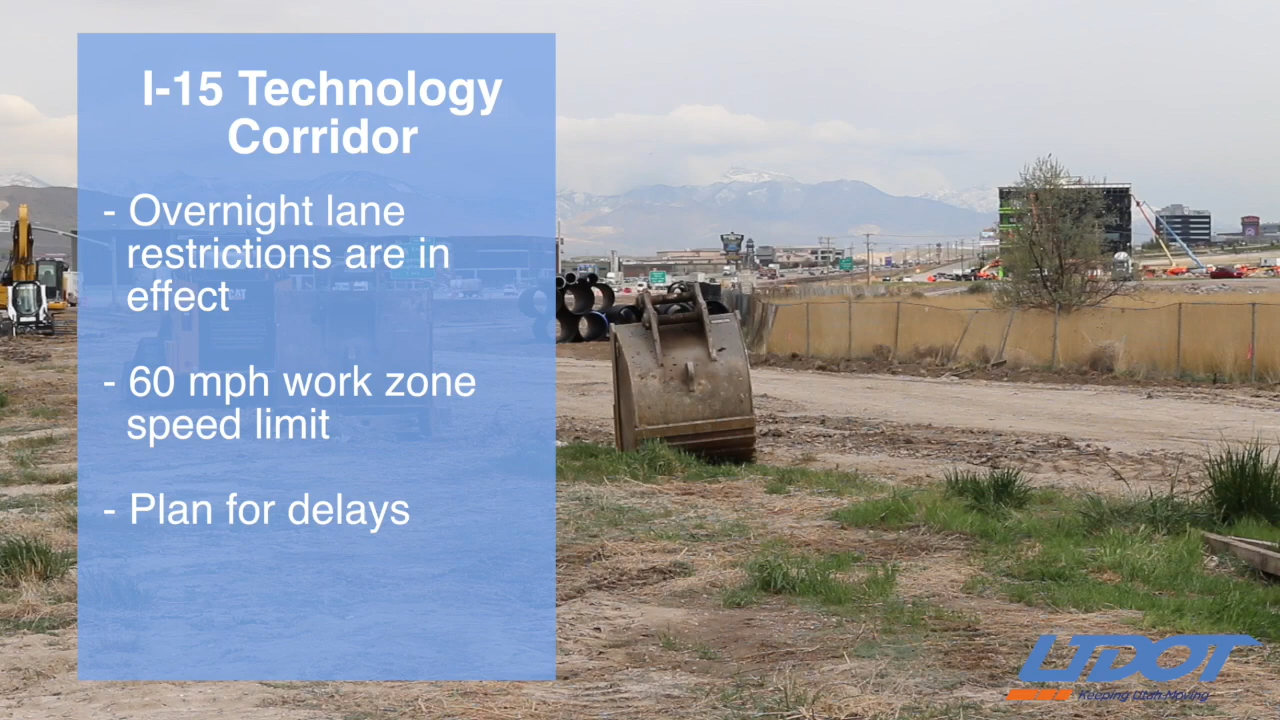 I-15 Technology
Corridor
- Overnight lane
restrictions are in
effect
- 60 mph work zone
speed limit
- Plan for delays
CAT
UDOT
Keeping Utah Moving